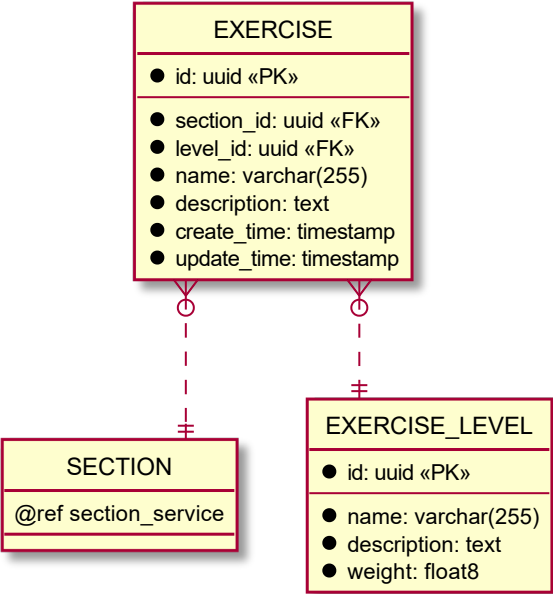 EXERCISE
id: uuid «PK»
section_id: uuid «FK»
level_id: uuid «FK»
name: varchar(255)
description: text
create_time: timestamp
update_time: timestamp
SECTION
@ref section_service
EXERCISE_LEVEL
id: uuid «PK»
name: varchar(255)
description: text
weight: float8